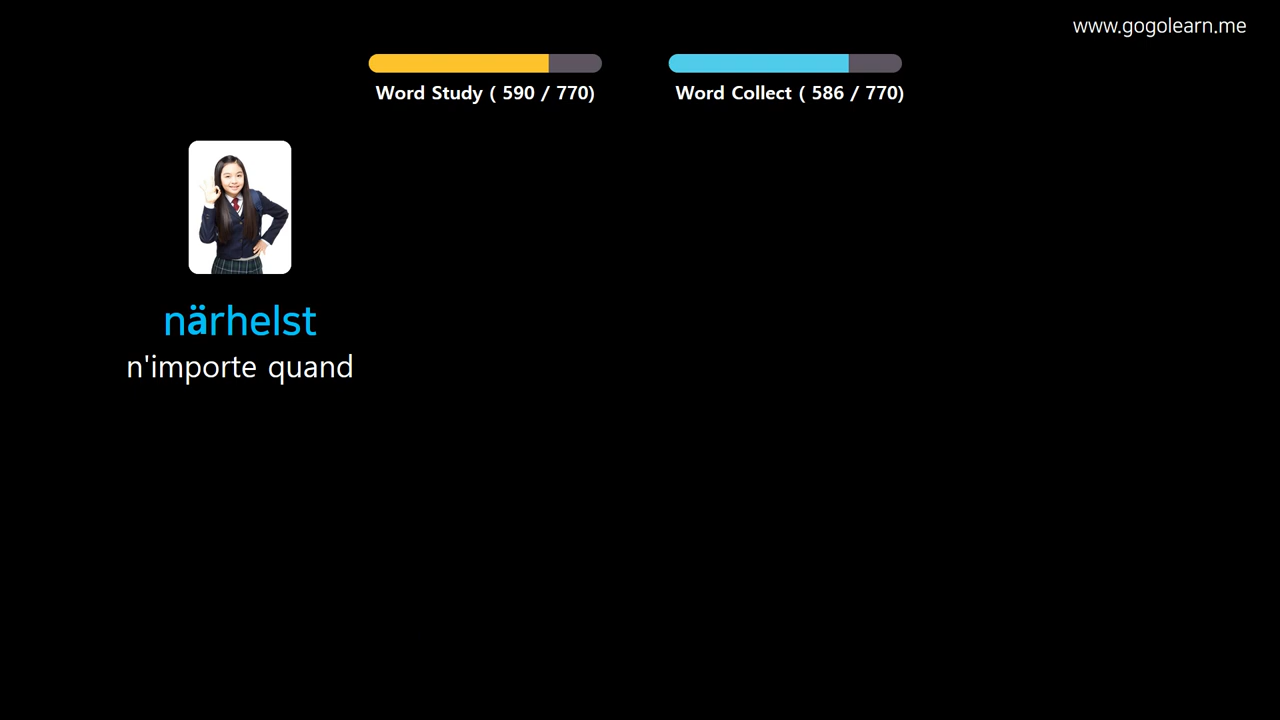 www.gogolearn.me
Word Study ( 590 / 770)
Word Collect ( 586 / 770)
närhelst
n'importe quand